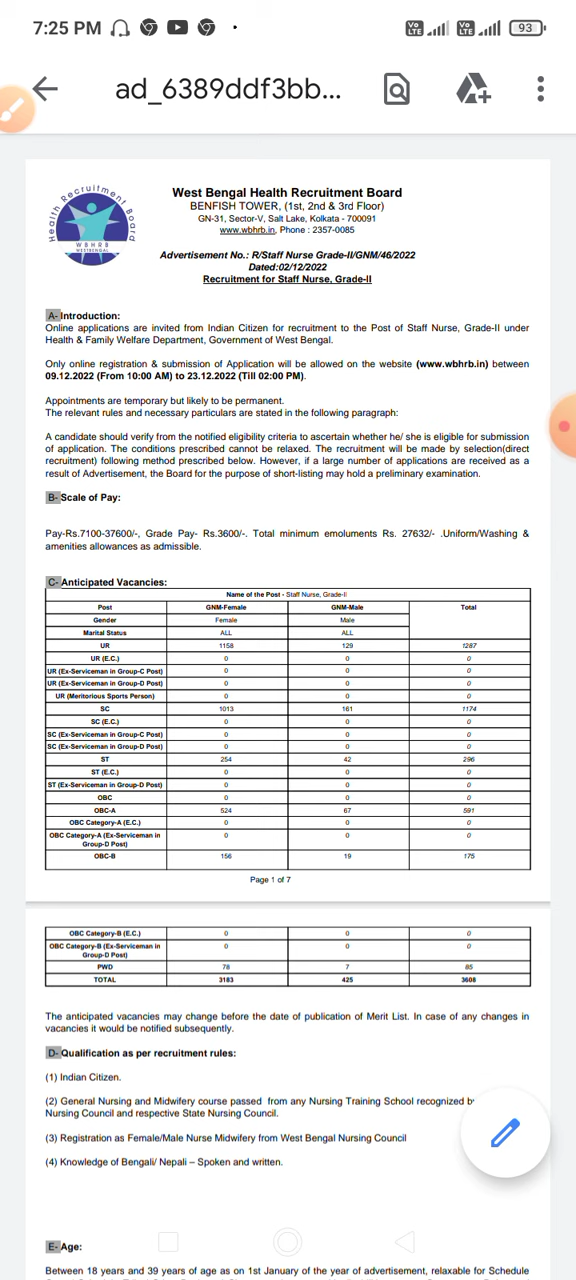 7:25 PM
Vo LTE Vo LTE 93
ad_6389ddf3bb...
Health Recruitment Board
WBHRB
WESTBENGAL
West Bengal Health Recruitment Board
BENFISH TOWER, (1st, 2nd & 3rd Floor)
GN-31, Sector-V, Salt Lake, Kolkata - 700091
www.wbhrb.in, Phone : 2357-0085
Advertisement No.: R/Staff Nurse Grade-II/GNM/46/2022
Dated:02/12/2022
Recruitment for Staff Nurse, Grade-II
A- Introduction:
Online applications are invited from Indian Citizen for recruitment to the Post of Staff Nurse, Grade-II under
Health & Family Welfare Department, Government of West Bengal.
Only online registration & submission of Application will be allowed on the website (www.wbhrb.in) between
09.12.2022 (From 10:00 AM) to 23.12.2022 (Till 02:00 PM).
Appointments are temporary but likely to be permanent.
The relevant rules and necessary particulars are stated in the following paragraph:
A candidate should verify from the notified eligibility criteria to ascertain whether he/ she is eligible for submission
of application. The conditions prescribed cannot be relaxed. The recruitment will be made by selection(direct
recruitment) following method prescribed below. However, if a large number of applications are received as a
result of Advertisement, the Board for the purpose of short-listing may hold a preliminary examination.
B- Scale of Pay:
Pay-Rs.7100-37600/-, Grade Pay- Rs.3600/-. Total minimum emoluments Rs. 27632/- .Uniform/Washing &
amenities allowances as admissible.
C- Anticipated Vacancies:
Name of the Post - Staff Nurse, Grade-II
Post GNM-Female GNM-Male Total
Gender Female Male
Marital Status ALL ALL
UR 1158 129 1287
UR (E.C.) 0 0 0
UR (Ex-Serviceman in Group-C Post) 0 0 0
UR (Ex-Serviceman in Group-D Post) 0 0 0
UR (Meritorious Sports Person) 0 0 0
SC 1013 161 1174
SC (E.C.) 0 0 0
SC (Ex-Serviceman in Group-C Post) 0 0 0
SC (Ex-Serviceman in Group-D Post) 0 0 0
ST 254 42 296
ST (E.C.) 0 0 0
ST (Ex-Serviceman in Group-D Post) 0 0 0
OBC 0 0 0
OBC-A 524 67 591
OBC Category-A (E.C.) 0 0 0
OBC Category-A (Ex-Serviceman in 0 0 0
Group-D Post)
OBC-B 156 19 175
Page 1 of 7
OBC Category-B (E.C.) 0 0 0
OBC Category-B (Ex-Serviceman in 0 0 0
Group-D Post)
PWD 78 7 85
TOTAL 3183 425 3608
The anticipated vacancies may change before the date of publication of Merit List. In case of any changes in
vacancies it would be notified subsequently.
D- Qualification as per recruitment rules:
(1) Indian Citizen.
(2) General Nursing and Midwifery course passed from any Nursing Training School recognized
Nursing Council and respective State Nursing Council.
(3) Registration as Female/Male Nurse Midwifery from West Bengal Nursing Council
(4) Knowledge of Bengali/ Nepali – Spoken and written.
E- Age:
Between 18 years and 39 years of age as on 1st January of the year of advertisement, relaxable for Schedule